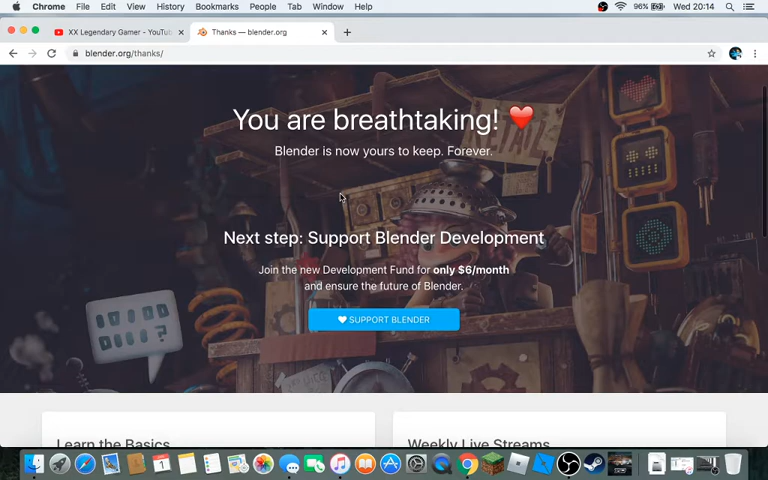 Chrome File Edit View History Bookmarks People Tab Window Help 96% Wed 20:14
XX Legendary Gamer - YouTub Thanks — blender.org
blender.org/thanks/
You are breathtaking! ❤
Blender is now yours to keep. Forever.
Next step: Support Blender Development
Join the new Development Fund for only $6/month
and ensure the future of Blender.
SUPPORT BLENDER
Learn the Basics Weekly Live Streams